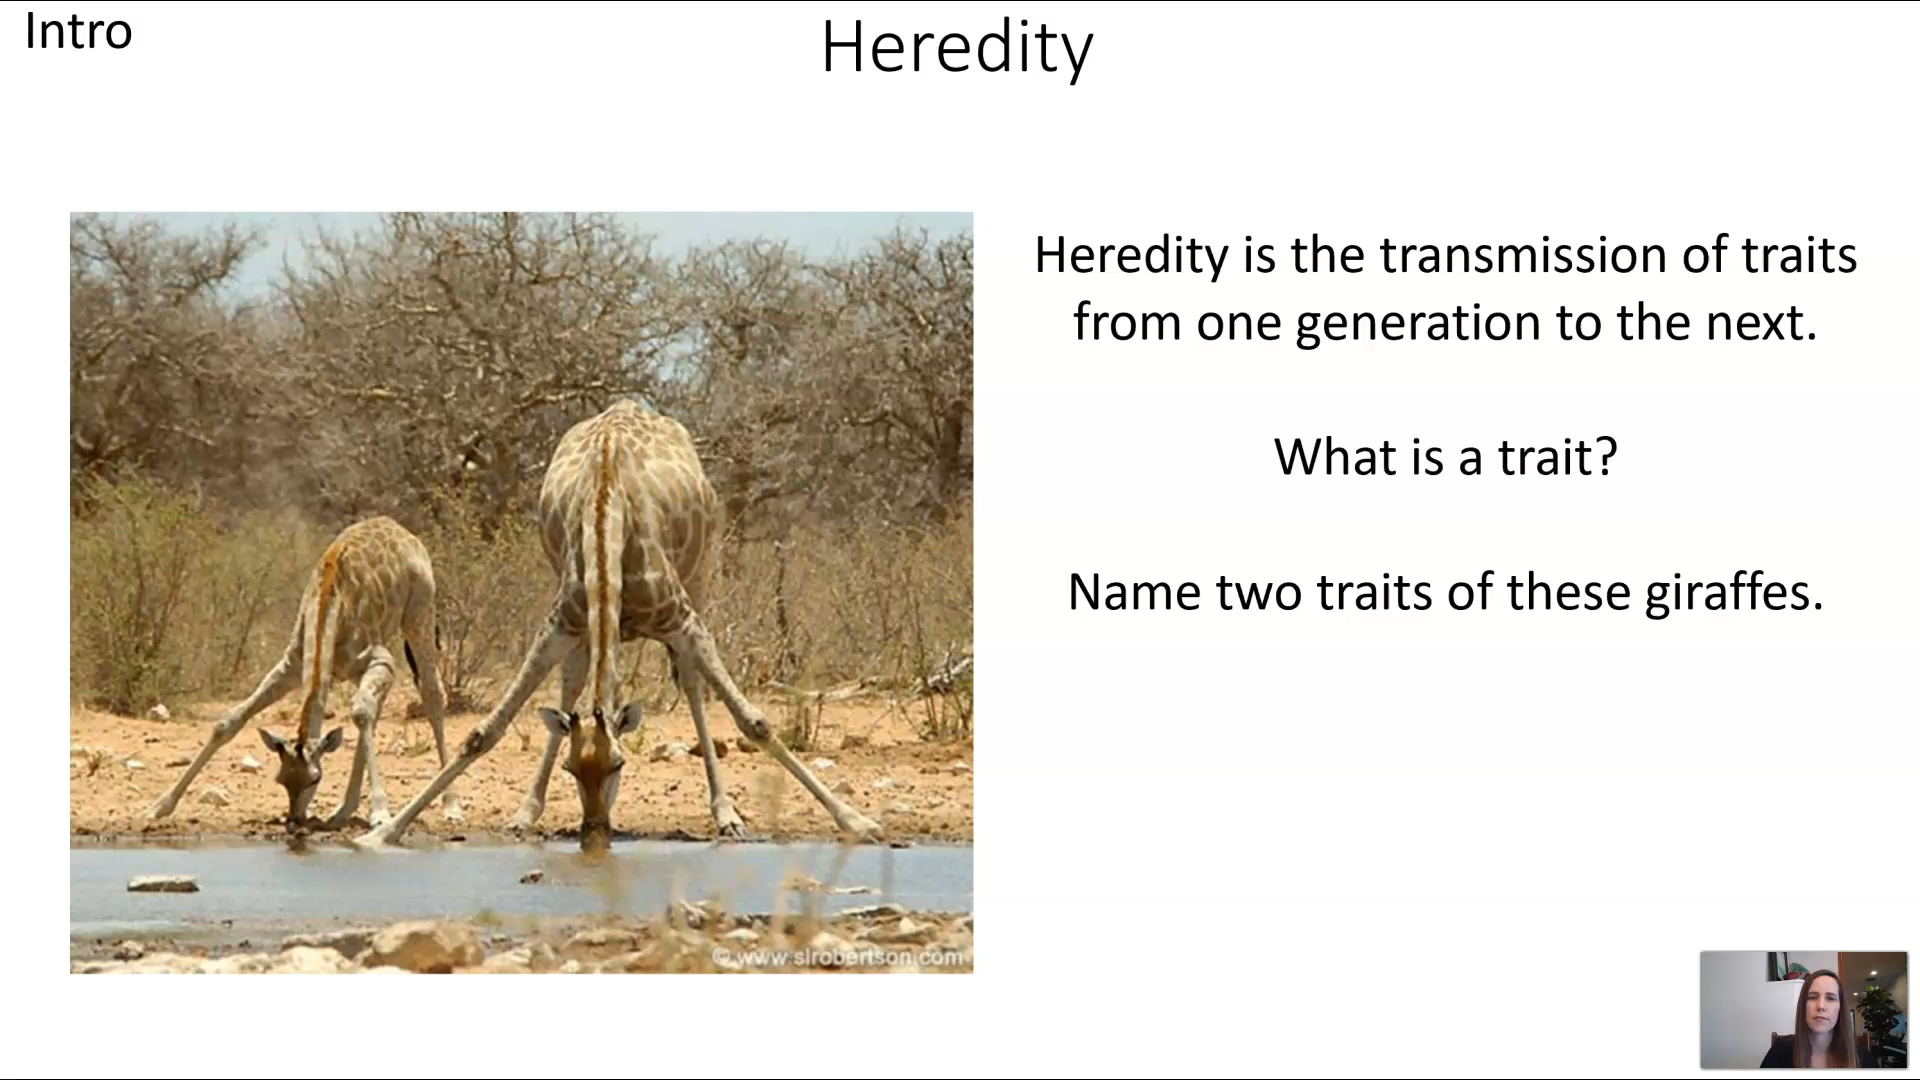 Intro
Heredity
Heredity is the transmission of traits
from one generation to the next.
What is a trait?
Name two traits of these giraffes.
© www.slrobertson.com